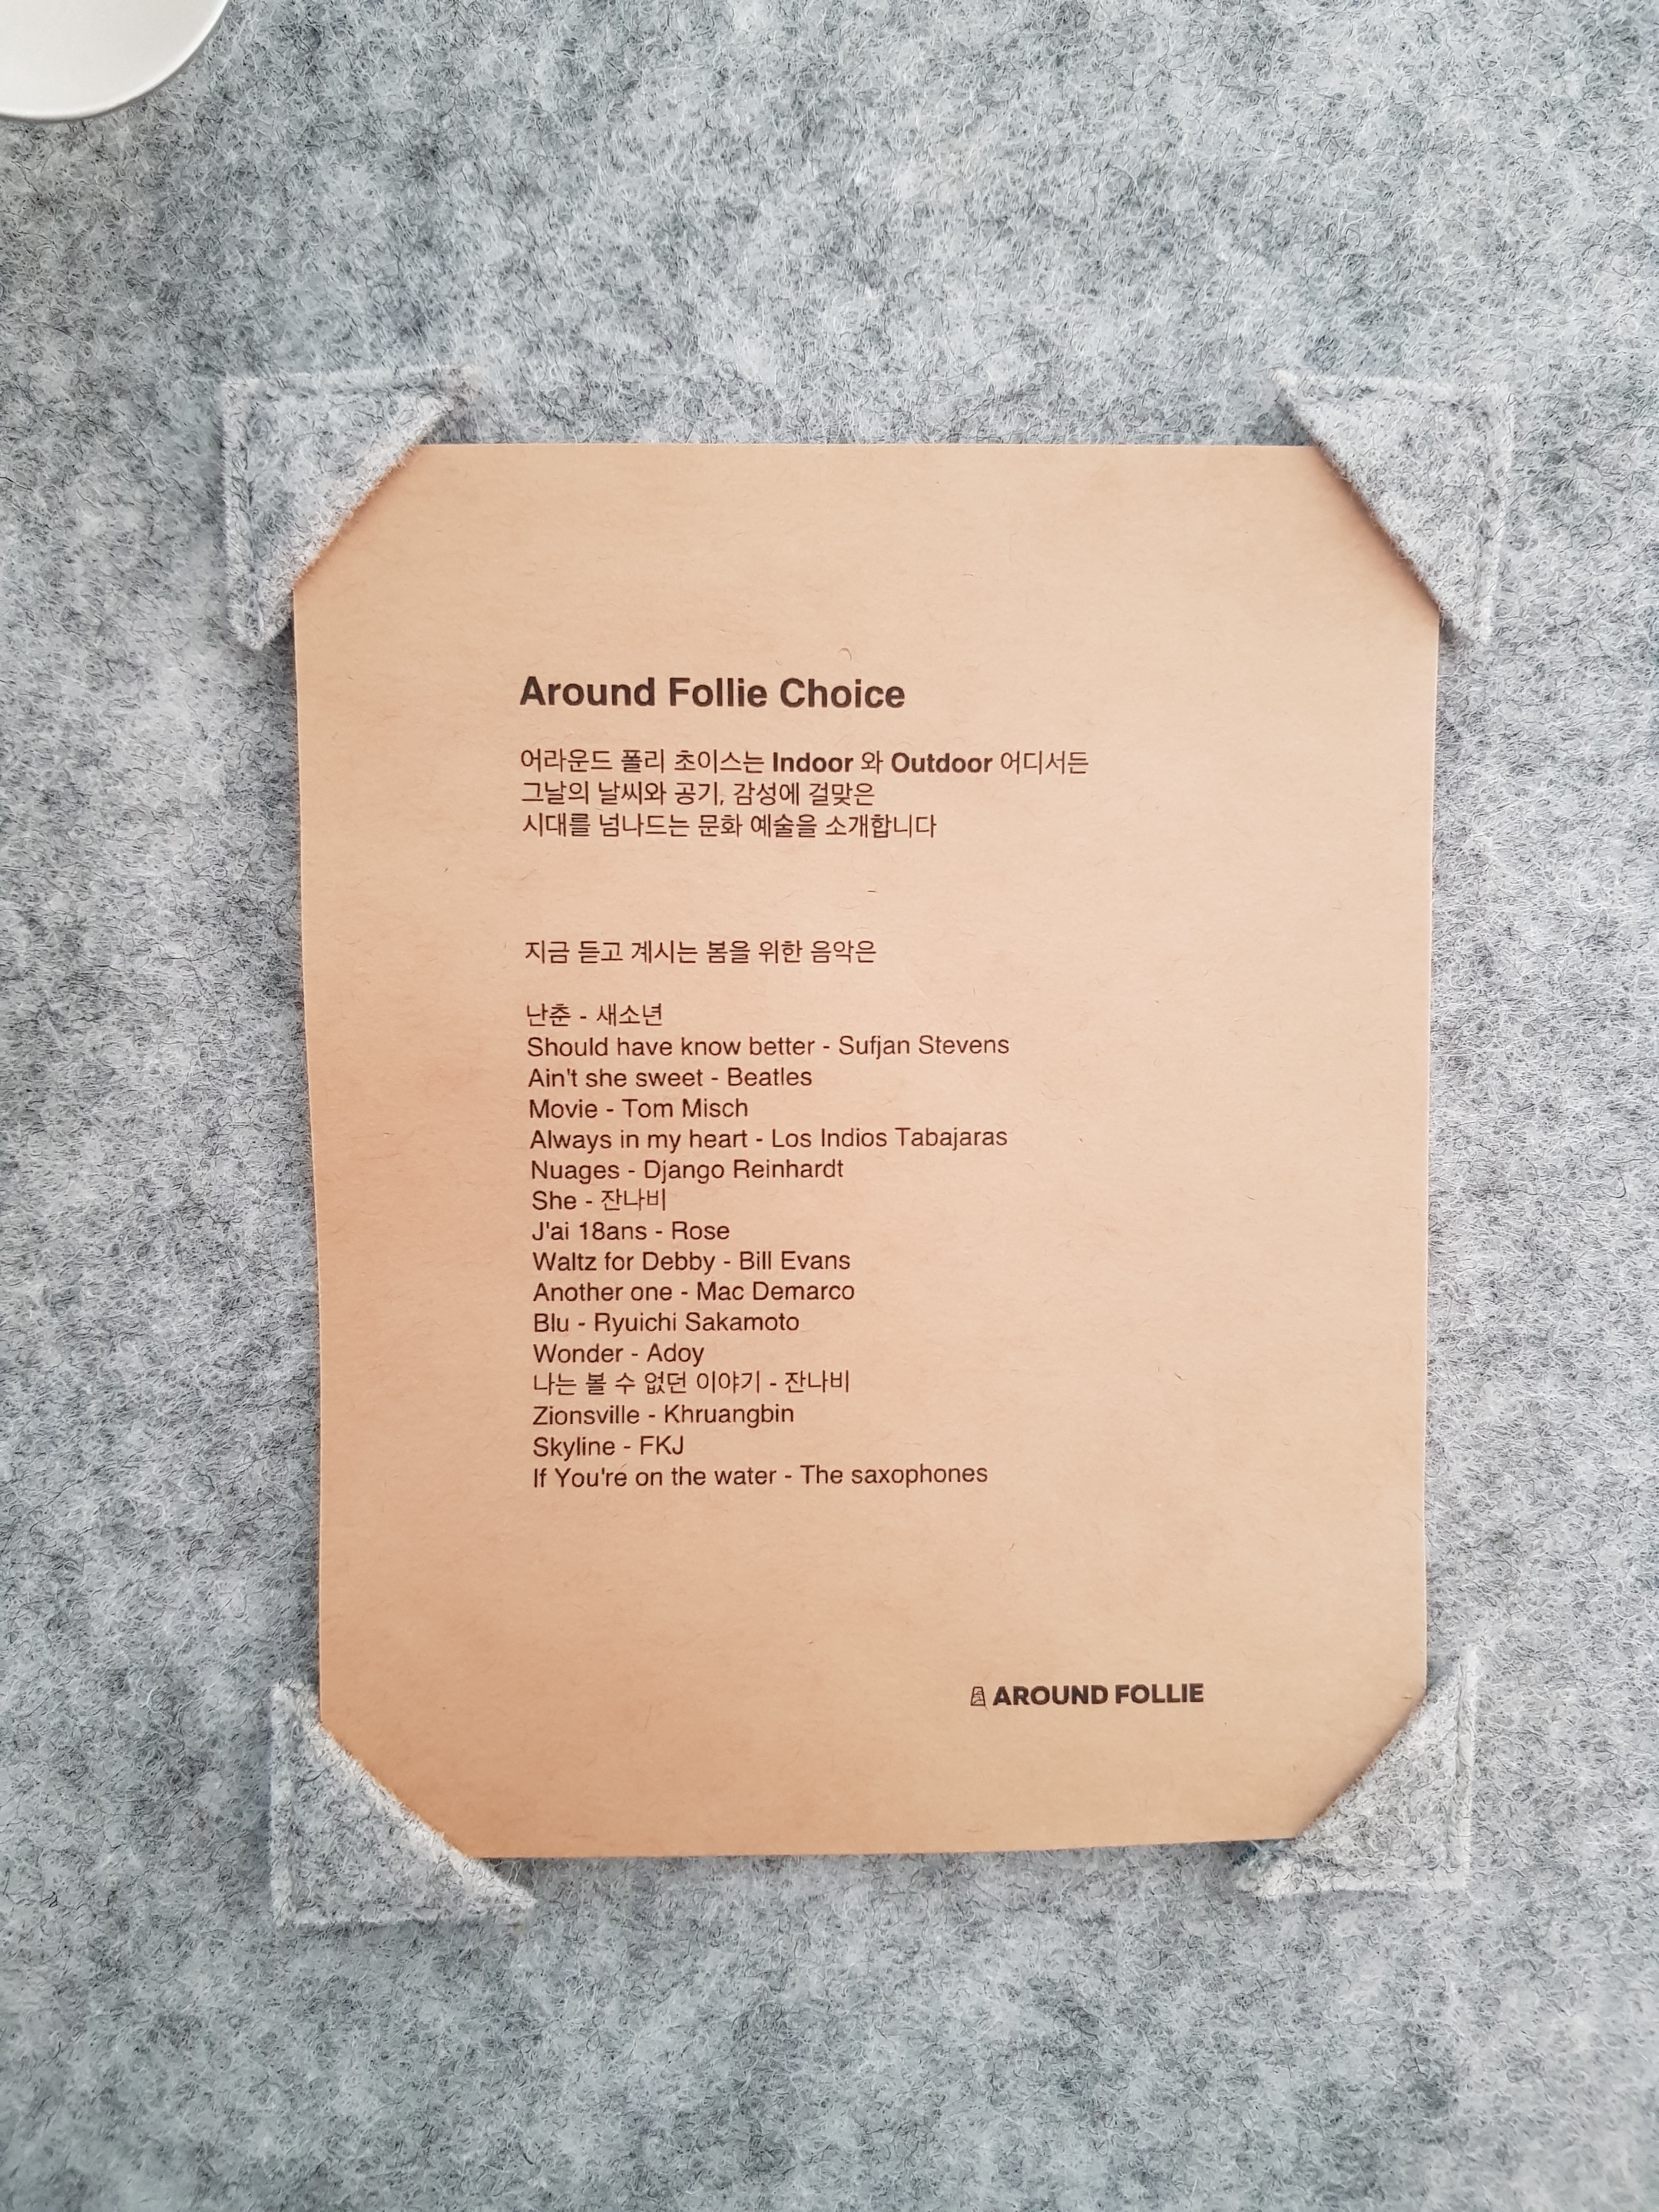 Around Follie Choice
어라운드 폴리 초이스는 Indoor 와 Outdoor 어디서든
그날의 날씨와 공기, 감성에 걸맞은
시대를 넘나드는 문화 예술을 소개합니다
지금 듣고 계시는 봄을 위한 음악은
난춘 - 새소년
Should have know better - Sufjan Stevens
Ain't she sweet - Beatles
Movie - Tom Misch
Always in my heart - Los Indios Tabajaras
Nuages - Django Reinhardt
She - 잔나비
J'ai 18ans - Rose
Waltz for Debby - Bill Evans
Another one - Mac Demarco
Blu - Ryuichi Sakamoto
Wonder - Adoy
나는 볼 수 없던 이야기 - 잔나비
Zionsville - Khruangbin
Skyline - FKJ
If You're on the water - The saxophones
AROUND FOLLIE